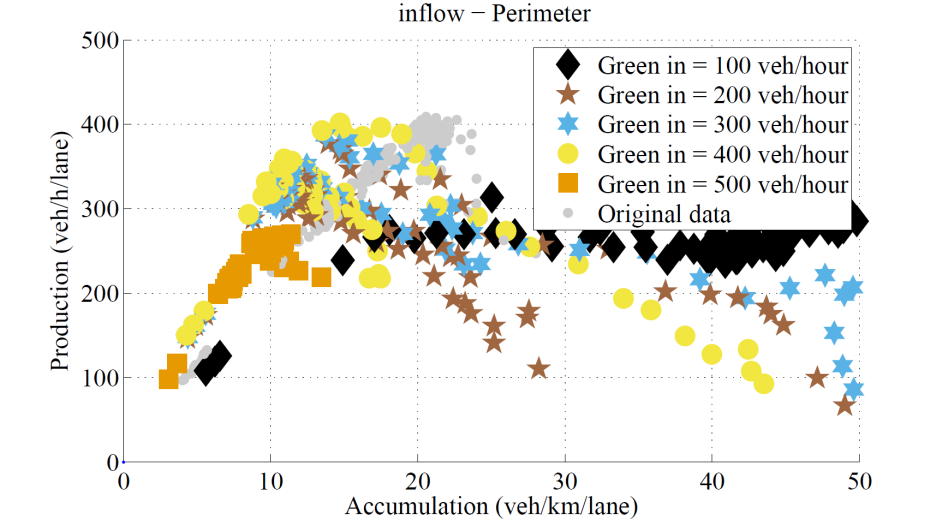 inflow − Perimeter
Production (veh/h/lane)
500
400
300
200
100
0
Green in = 100 veh/hour
Green in = 200 veh/hour
Green in = 300 veh/hour
Green in = 400 veh/hour
Green in = 500 veh/hour
Original data
0
10
20
30
40
50
Accumulation (veh/km/lane)